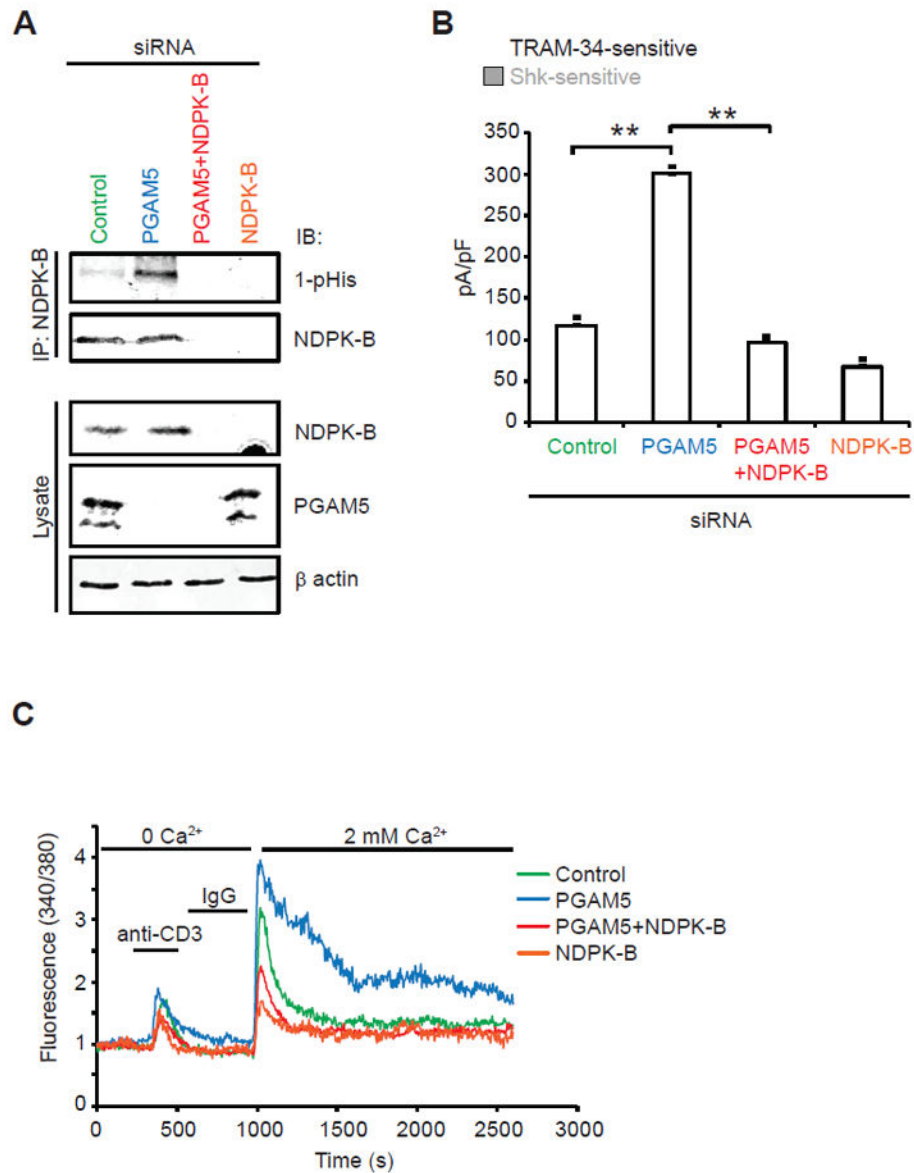 A
siRNA
Control
PGAM5
PGAM5+NDPK-B
NDPK-B
IB:
IP: NDPK-B
1-pHis
NDPK-B
Lysate
NDPK-B
PGAM5
β actin
B
TRAM-34-sensitive
Shk-sensitive
** **
pA/pF
350
300
250
200
150
100
50
0
Control PGAM5 PGAM5 NDPK-B
+NDPK-B
siRNA
C
Fluorescence (340/380)
4
3
2
1
0
0 Ca²⁺ 2 mM Ca²⁺
IgG
anti-CD3
Control
PGAM5
PGAM5+NDPK-B
NDPK-B
0 500 1000 1500 2000 2500 3000
Time (s)